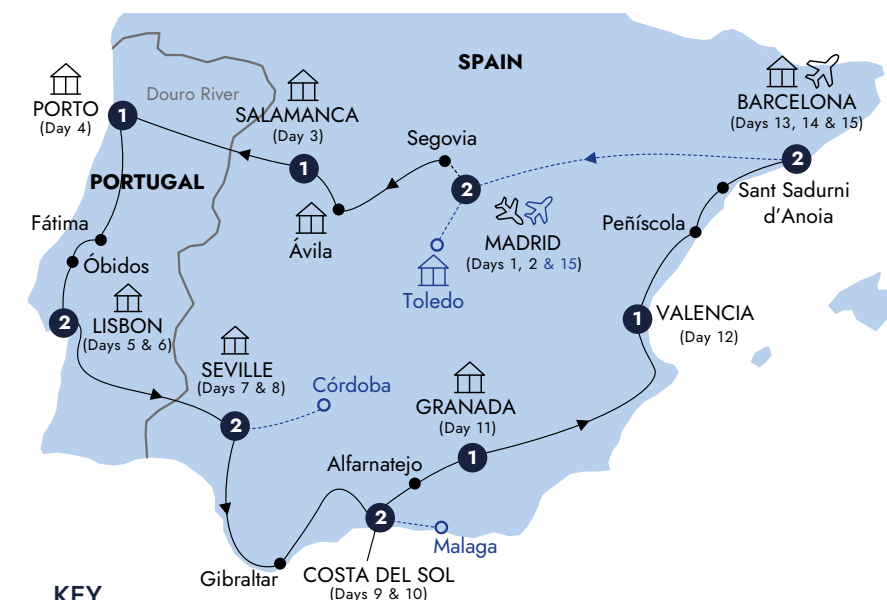 SPAIN
BARCELONA
(Days 13, 14 & 15)
2
Douro River
PORTO
(Day 4)
1
SALAMANCA
(Day 3)
1
Segovia
2
MADRID
(Days 1, 2 & 15)
Sant Sadurni
d’Anoia
PORTUGAL
Ávila
Toledo
Peñíscola
Fátima
Óbidos
2
LISBON
(Days 5 & 6)
1
VALENCIA
(Day 12)
SEVILLE
(Days 7 & 8)
2
Córdoba
GRANADA
(Day 11)
1
Alfarnatejo
2
Malaga
Gibraltar
COSTA DEL SOL
(Days 9 & 10)
KEY